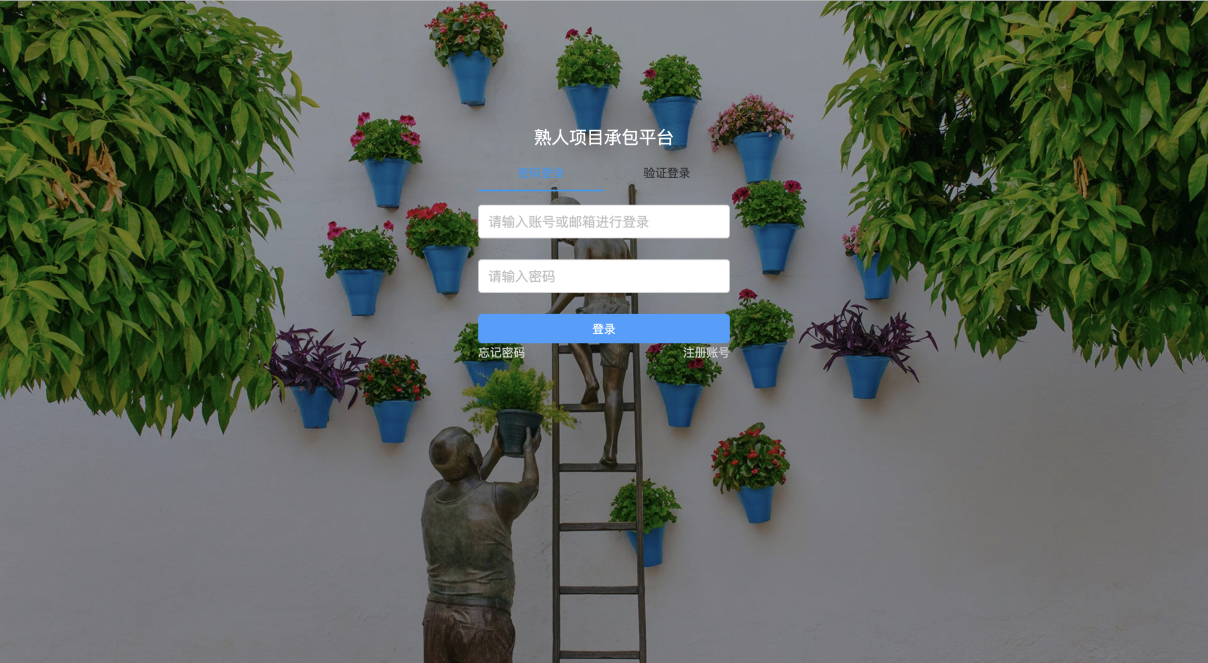 熟人项目承包平台
验证登录
请输入账号或邮箱进行登录
请输入密码
登录
忘记密码 注册账号